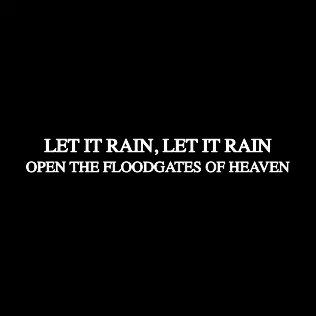 LET IT RAIN, LET IT RAIN
OPEN THE FLOODGATES OF HEAVEN